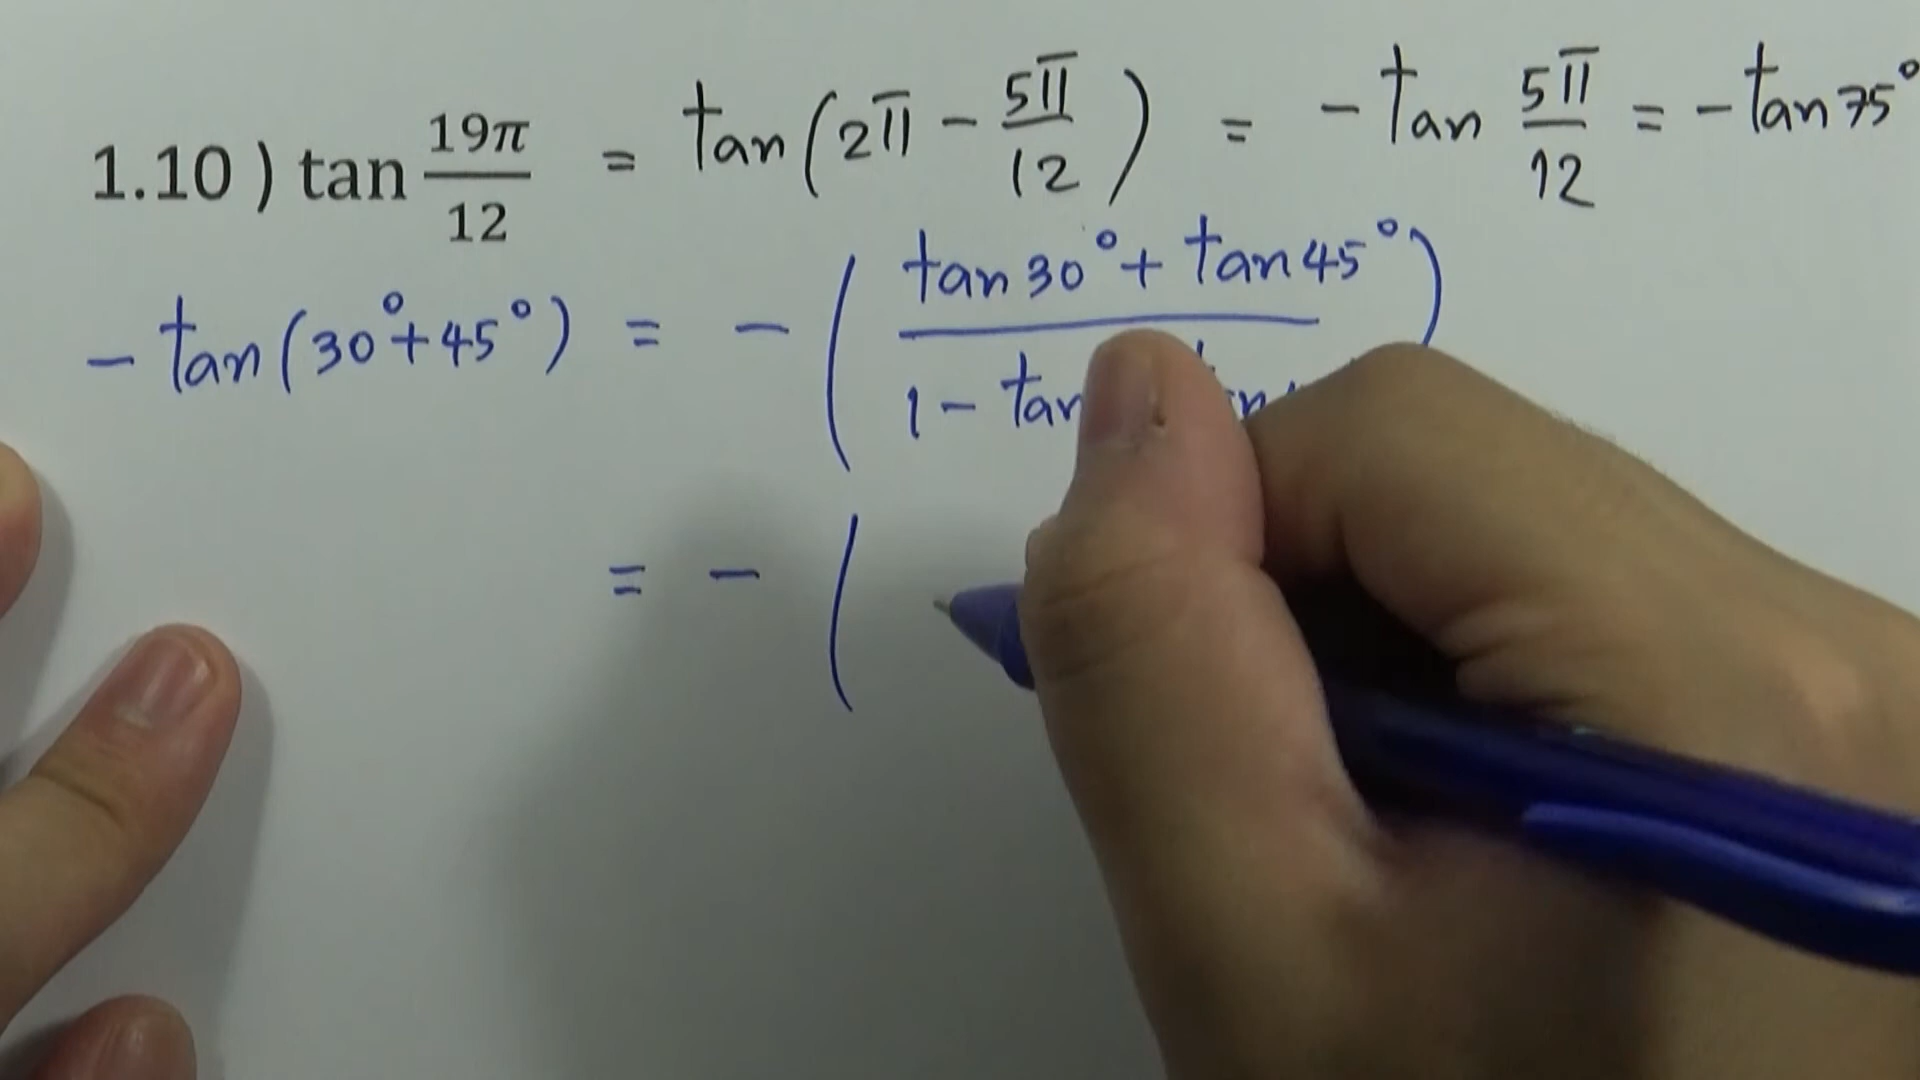 1.10 ) tan 19π/12 = tan(2π - 5π/12) = - tan 5π/12 = - tan 75°
- tan(30°+45°) = - ( (tan 30° + tan 45°) / (1 - tan
= - (